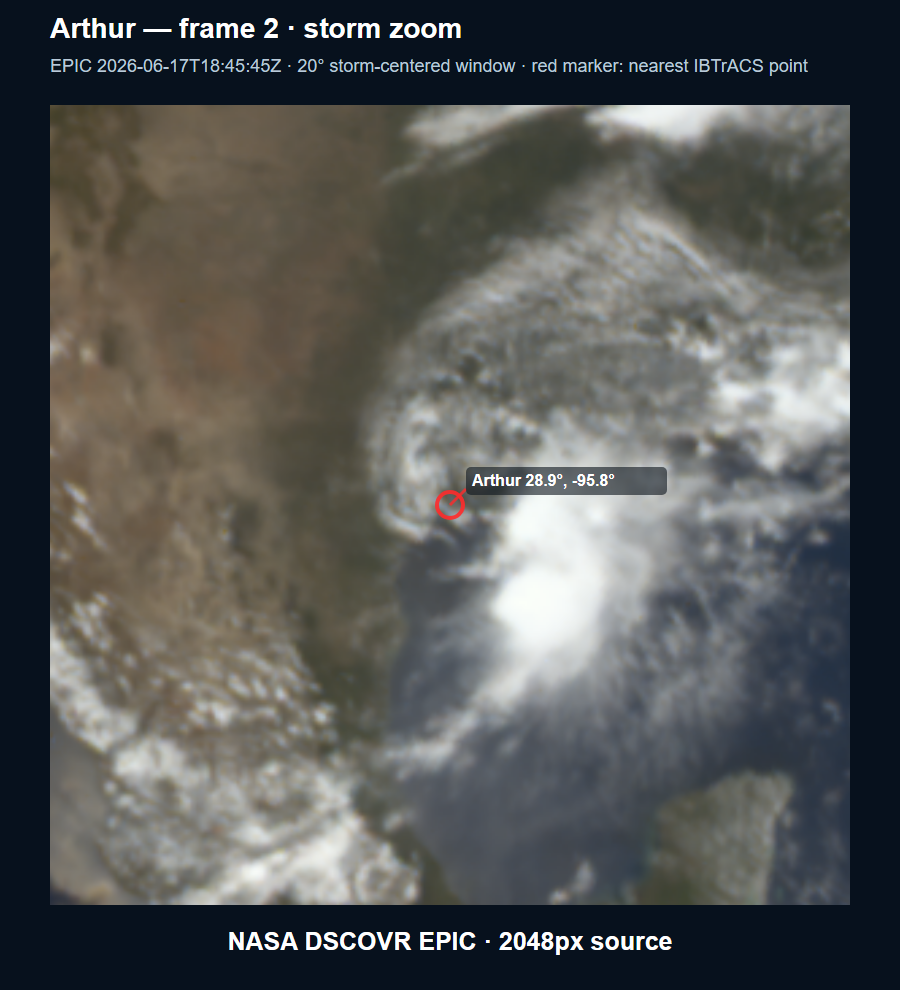 Arthur — frame 2 · storm zoom
EPIC 2026-06-17T18:45:45Z · 20° storm-centered window · red marker: nearest IBTrACS point
Arthur 28.9°, -95.8°
NASA DSCOVR EPIC · 2048px source